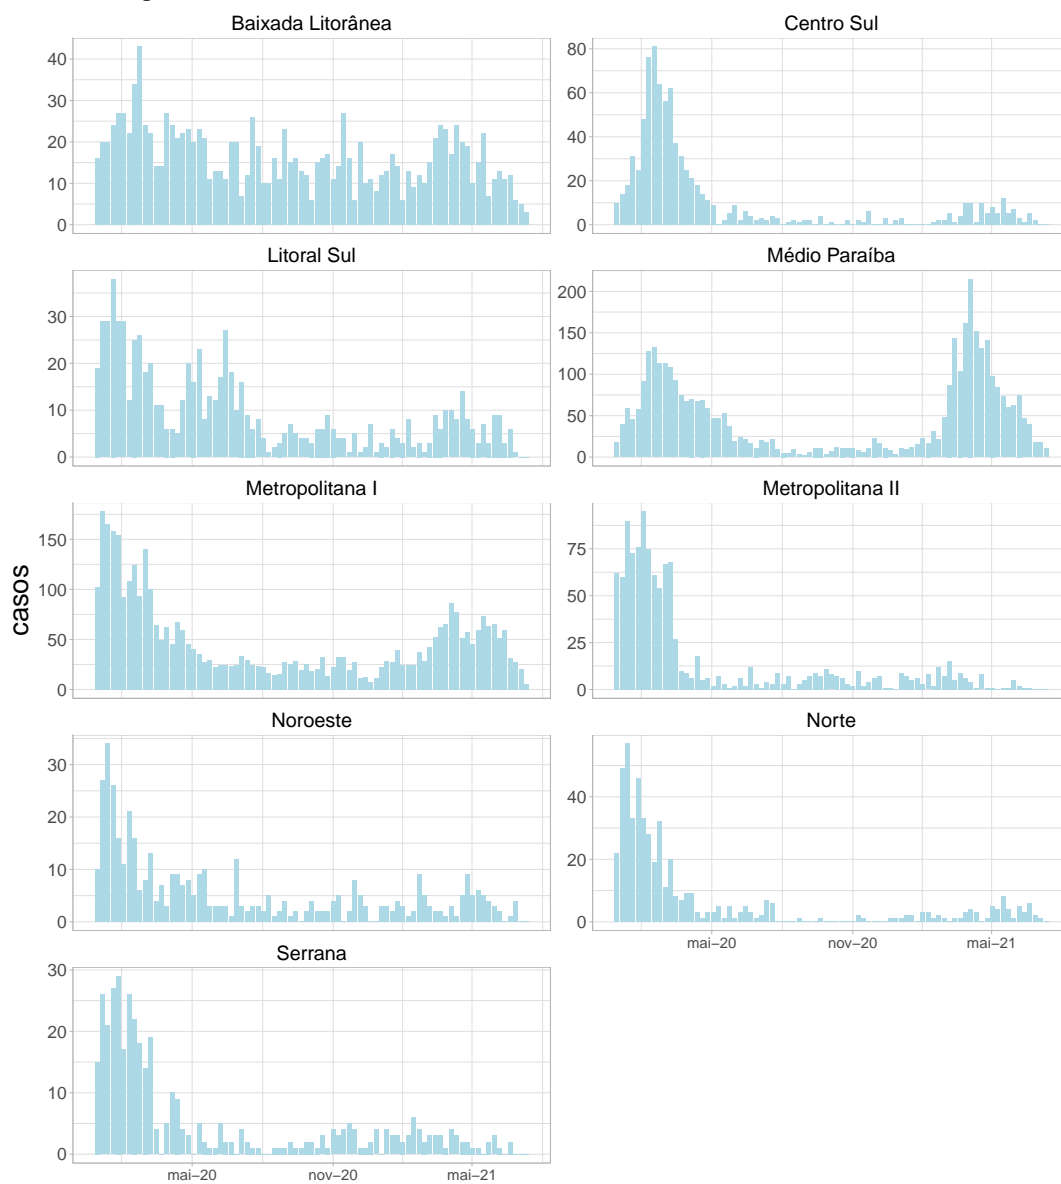 Baixada Litorânea
Centro Sul
40
30
20
10
0
80
60
40
20
0
Litoral Sul
Médio Paraíba
30
20
10
0
200
150
100
50
0
Metropolitana I
Metropolitana II
casos
150
100
50
0
75
50
25
0
Noroeste
Norte
30
20
10
0
40
20
0
mai−20
nov−20
mai−21
Serrana
30
20
10
0
mai−20
nov−20
mai−21